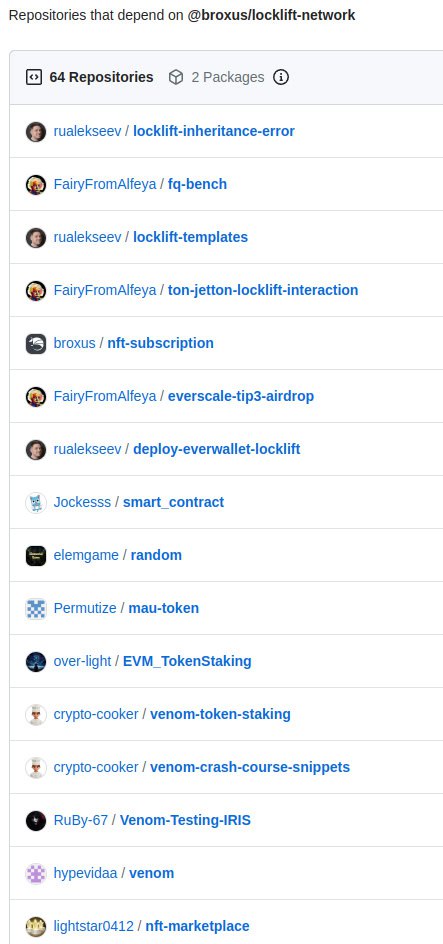 Repositories that depend on @broxus/locklift-network
64 Repositories 2 Packages
rualekseev / locklift-inheritance-error
FairyFromAlfeya / fq-bench
rualekseev / locklift-templates
FairyFromAlfeya / ton-jetton-locklift-interaction
broxus / nft-subscription
FairyFromAlfeya / everscale-tip3-airdrop
rualekseev / deploy-everwallet-locklift
Jockesss / smart_contract
elemgame / random
Permutize / mau-token
over-light / EVM_TokenStaking
crypto-cooker / venom-token-staking
crypto-cooker / venom-crash-course-snippets
RuBy-67 / Venom-Testing-IRIS
hypevidaa / venom
lightstar0412 / nft-marketplace